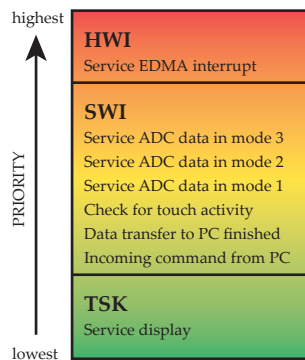 highest
HWI
Service EDMA interrupt
SWI
Service ADC data in mode 3
Service ADC data in mode 2
Service ADC data in mode 1
Check for touch activity
Data transfer to PC finished
Incoming command from PC
PRIORITY
TSK
Service display
lowest